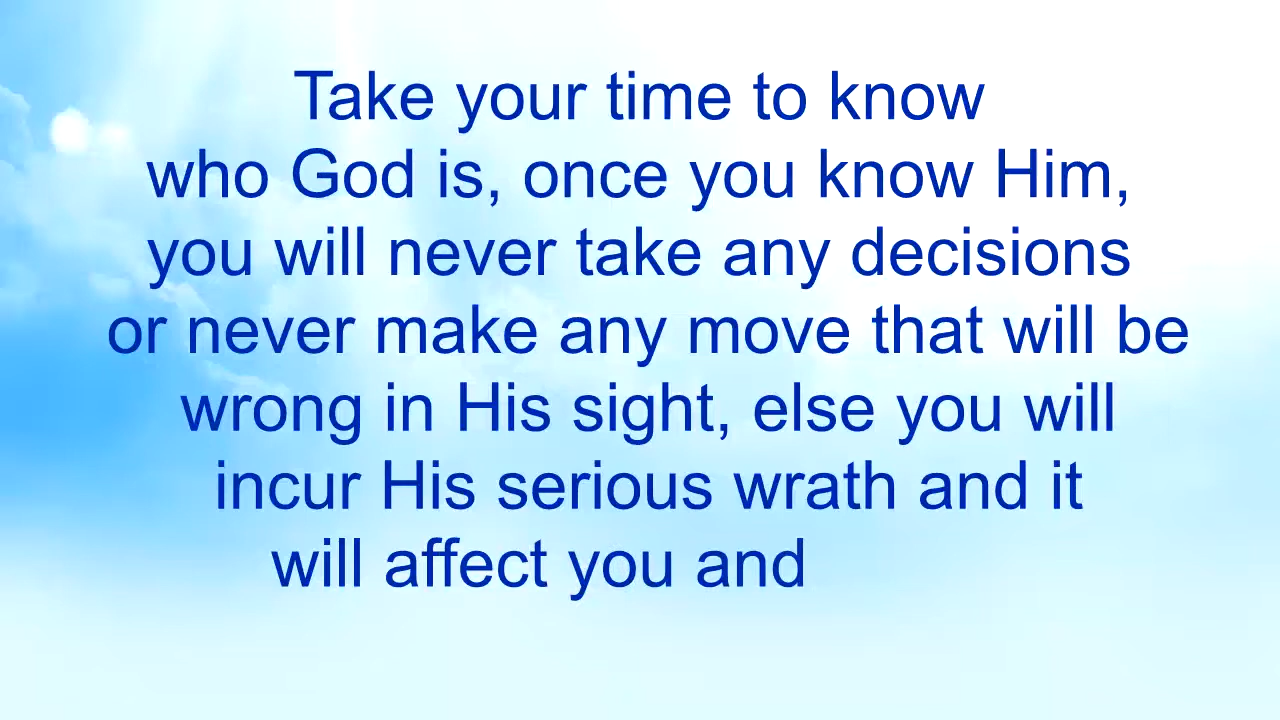 Take your time to know
who God is, once you know Him,
you will never take any decisions
or never make any move that will be
wrong in His sight, else you will
incur His serious wrath and it
will affect you and